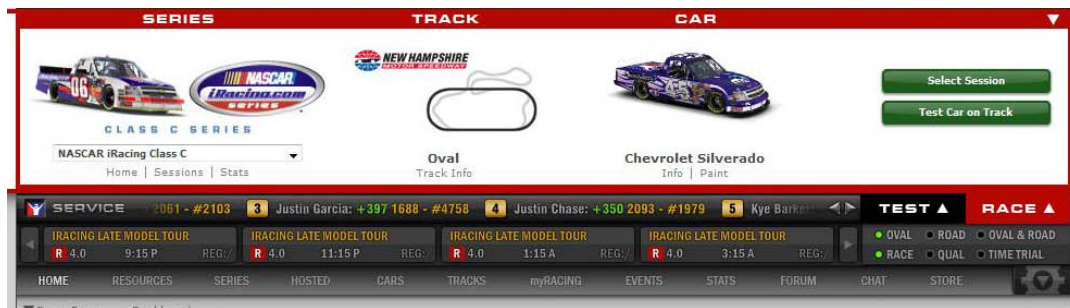 SERIES TRACK CAR
NEW HAMPSHIRE
MOTOR SPEEDWAY
NASCAR
iRacing.com
SERIES
06
45
Select Session
Test Car on Track
CLASS C SERIES
NASCAR iRacing Class C
Oval
Chevrolet Silverado
Home | Sessions | Stats
Track Info
Info | Paint
SERVICE 2061 - #2103 3 Justin Garcia: +397 1688 - #4758 4 Justin Chase: +350 2093 - #1979 5 Kye Barke
TEST RACE
IRACING LATE MODEL TOUR IRACING LATE MODEL TOUR IRACING LATE MODEL TOUR IRACING LATE MODEL TOUR
OVAL ROAD OVAL & ROAD
R 4.0 9:15 P REG:/ R 4.0 11:15 P REG:/ R 4.0 1:15 A REG:/ R 4.0 3:15 A REG:/
RACE QUAL TIME TRIAL
HOME RESOURCES SERIES HOSTED CARS TRACKS myRACING EVENTS STATS FORUM CHAT STORE